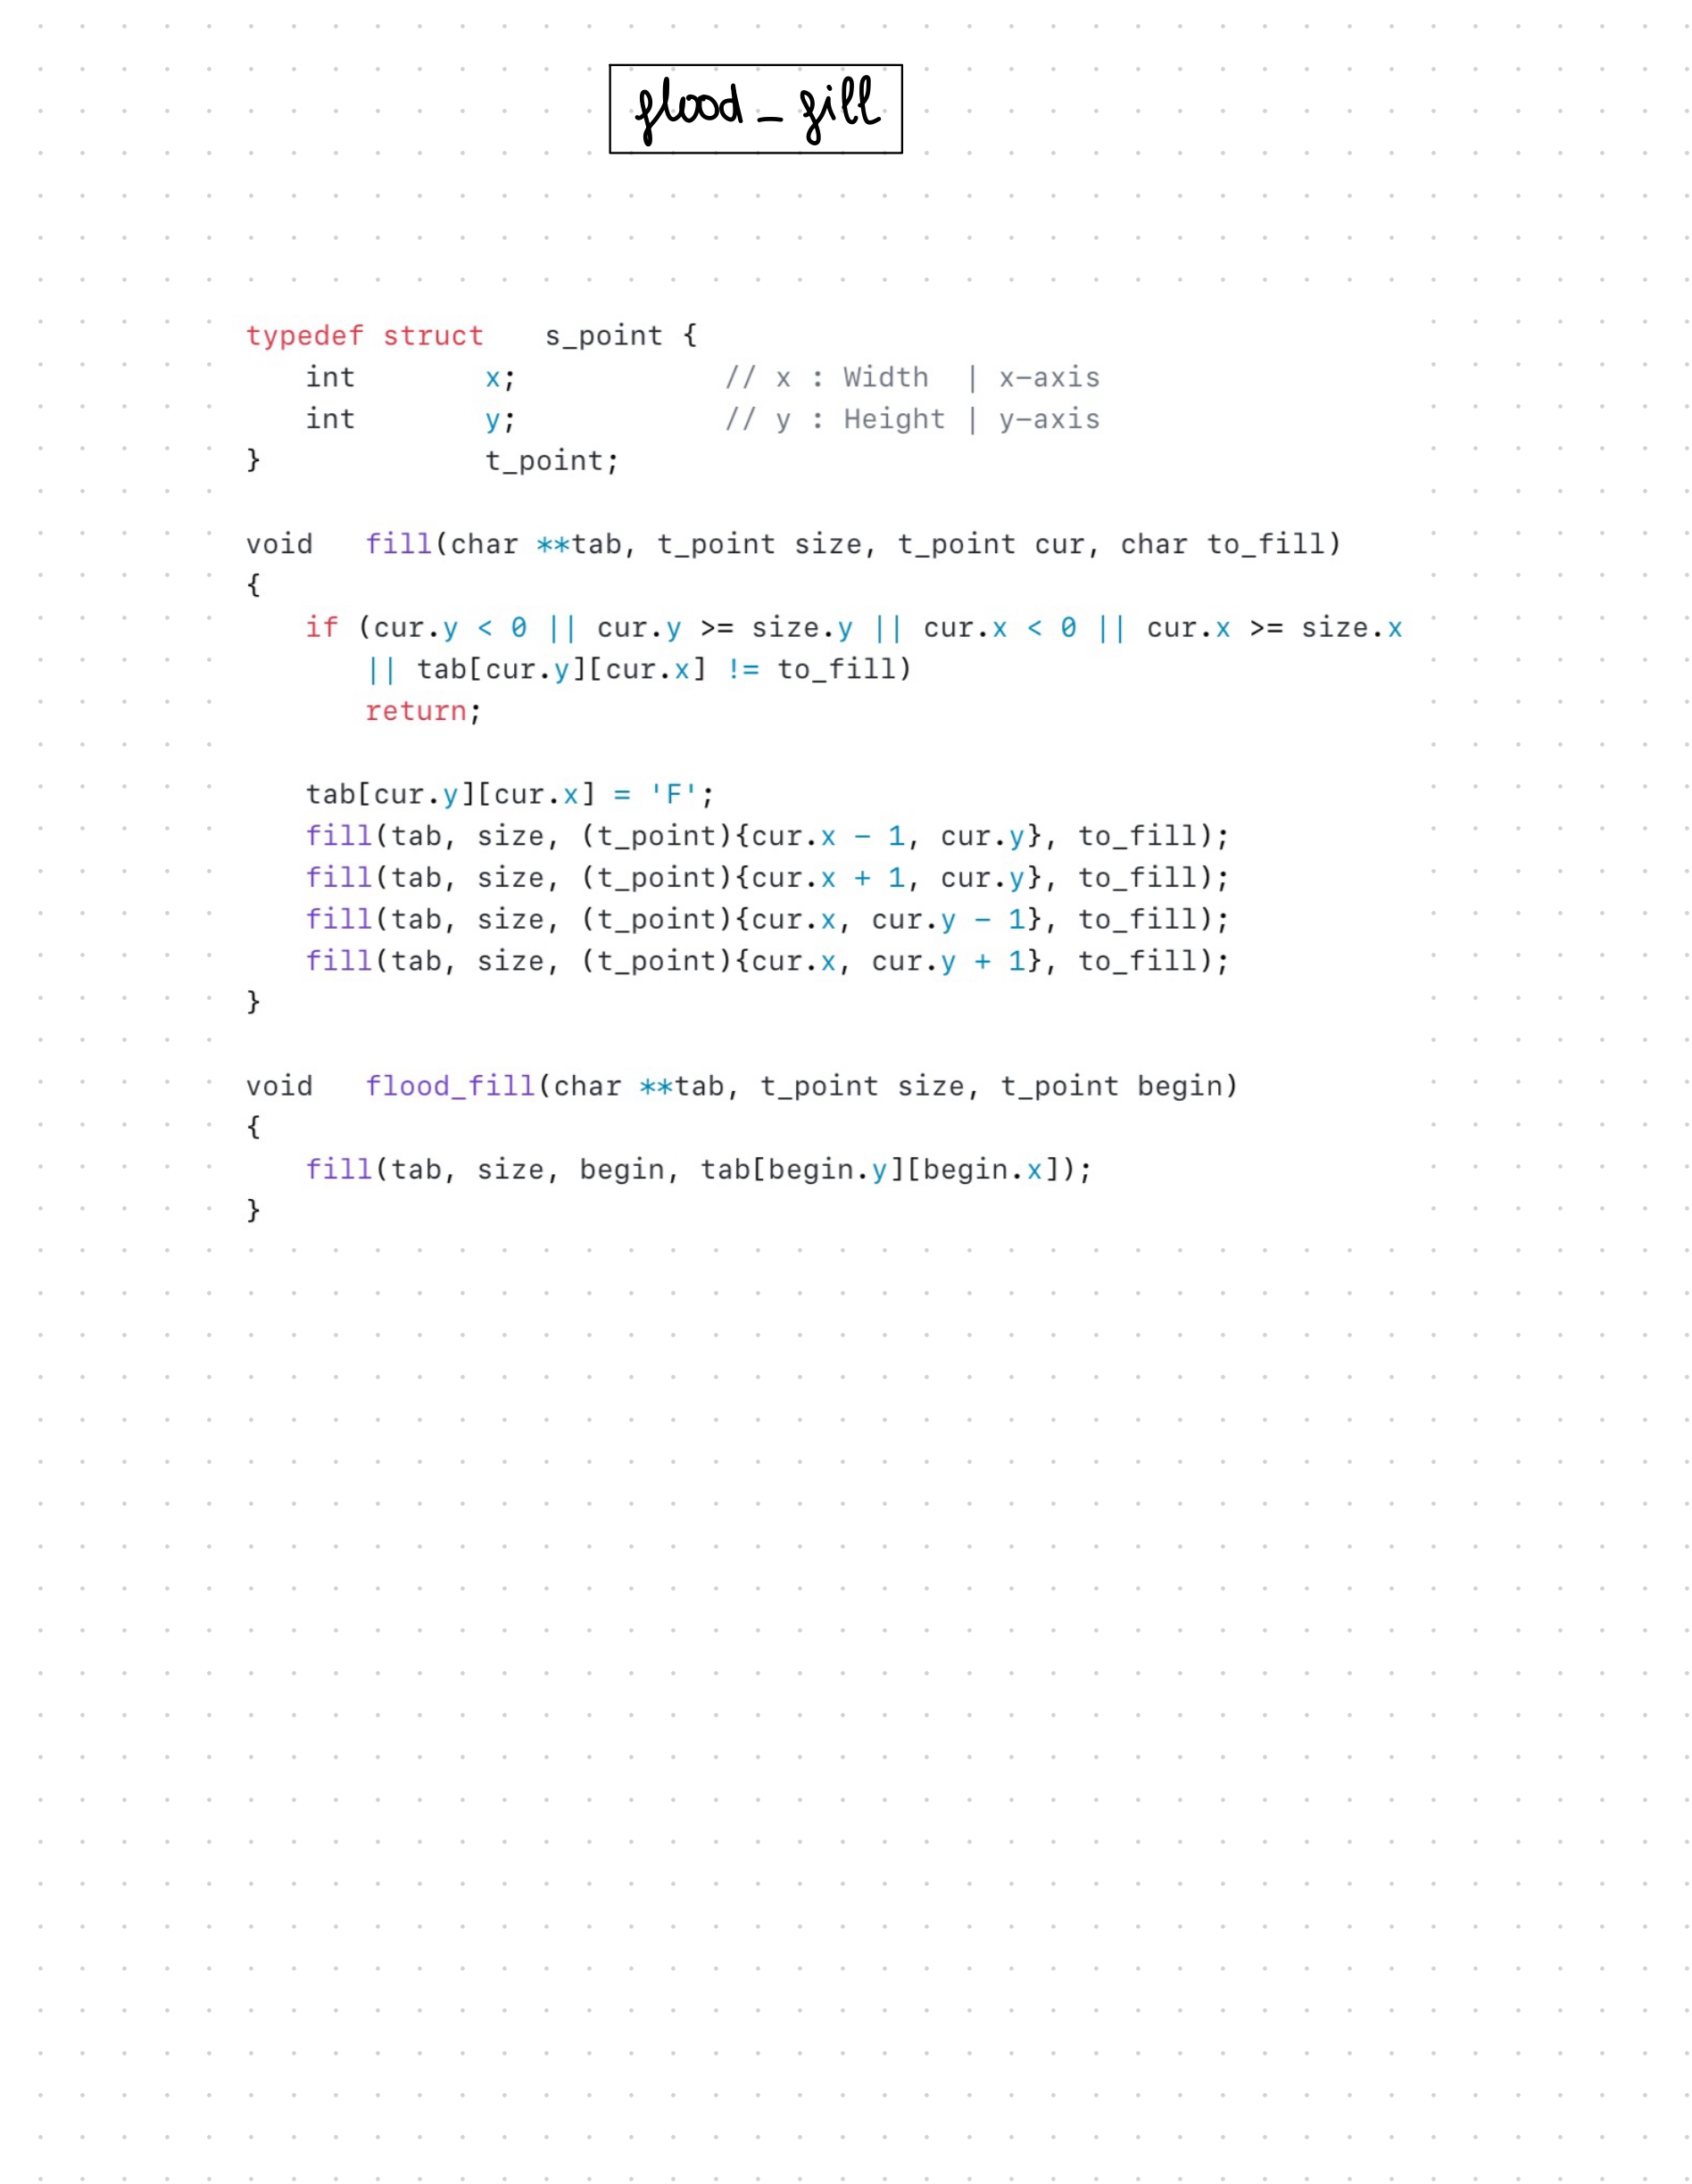 flood_fill
typedef struct    s_point {
    int         x;              // x : Width  | x-axis
    int         y;              // y : Height | y-axis
}               t_point;
void    fill(char **tab, t_point size, t_point cur, char to_fill)
{
    if (cur.y < 0 || cur.y >= size.y || cur.x < 0 || cur.x >= size.x
        || tab[cur.y][cur.x] != to_fill)
        return;
    tab[cur.y][cur.x] = 'F';
    fill(tab, size, (t_point){cur.x - 1, cur.y}, to_fill);
    fill(tab, size, (t_point){cur.x + 1, cur.y}, to_fill);
    fill(tab, size, (t_point){cur.x, cur.y - 1}, to_fill);
    fill(tab, size, (t_point){cur.x, cur.y + 1}, to_fill);
}
void    flood_fill(char **tab, t_point size, t_point begin)
{
    fill(tab, size, begin, tab[begin.y][begin.x]);
}